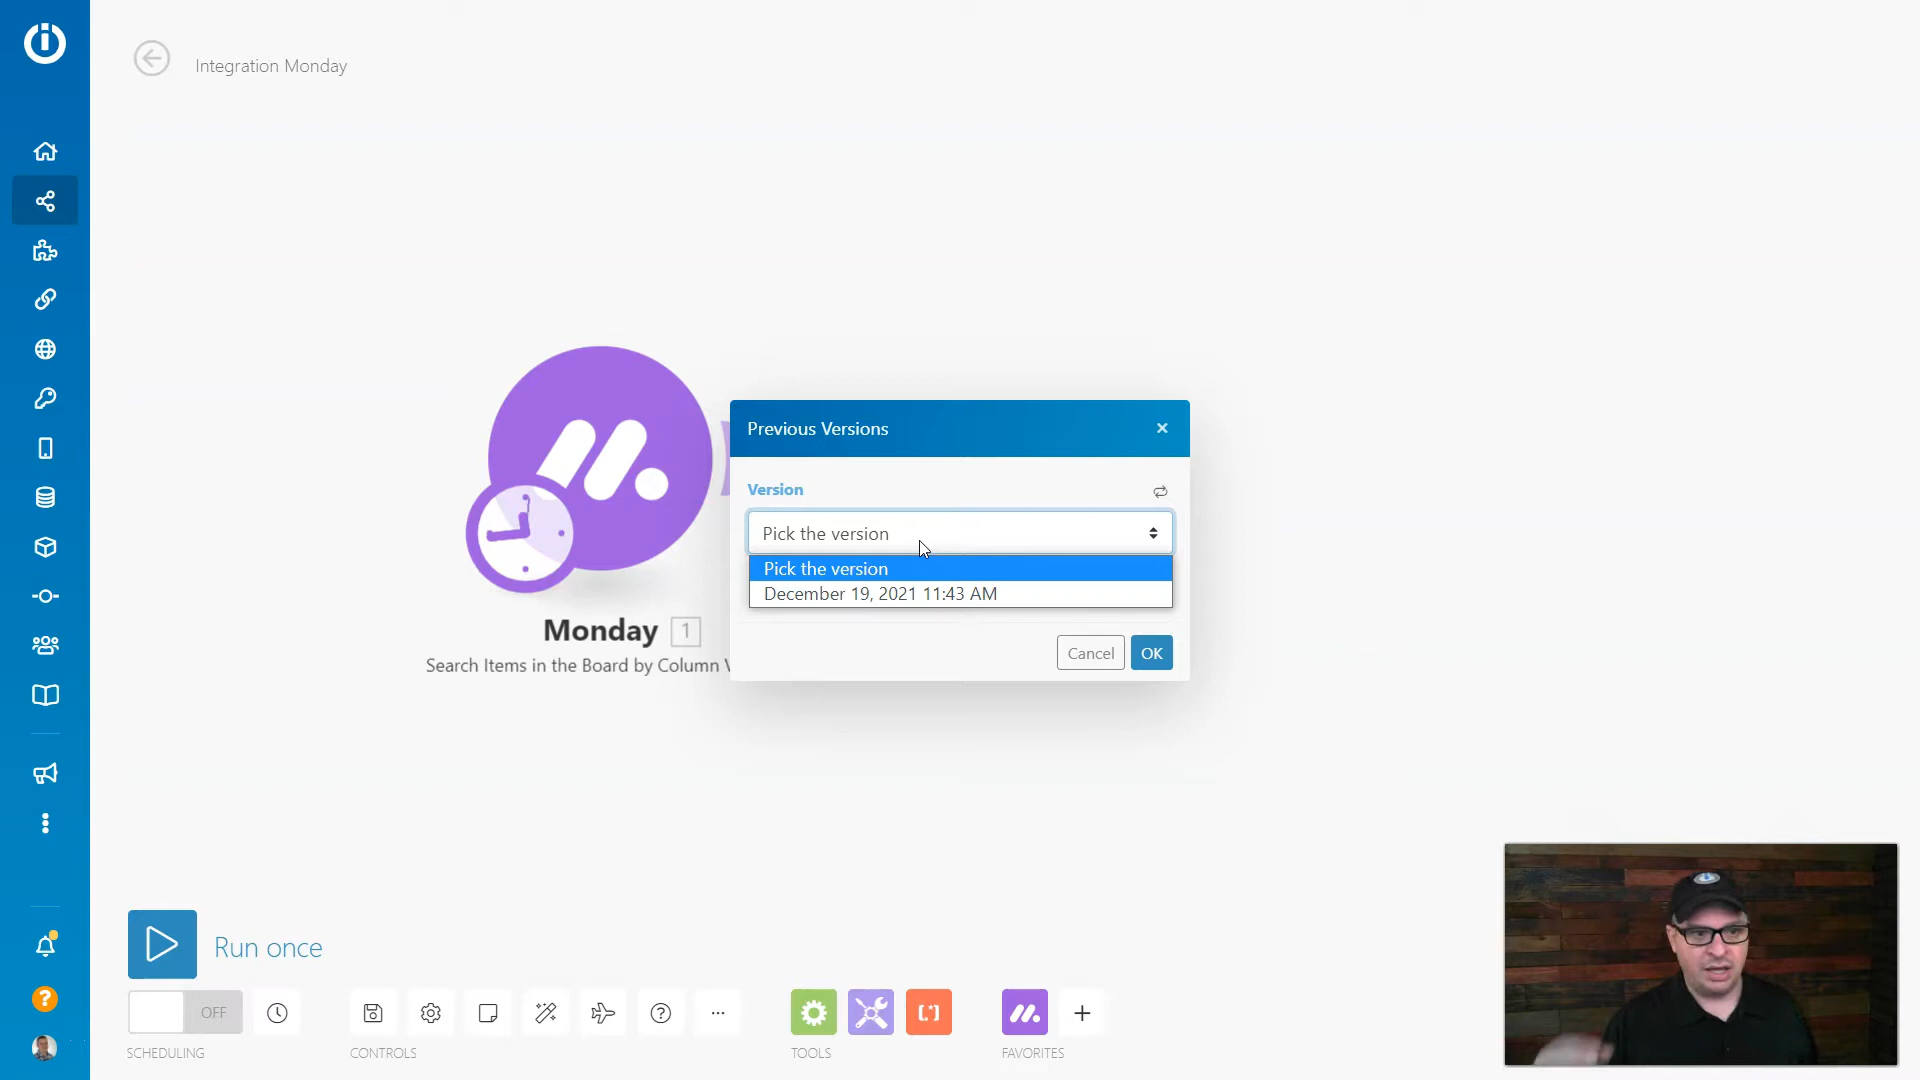 Integration Monday
Previous Versions
Version
Pick the version
Pick the version
December 19, 2021 11:43 AM
Cancel
OK
Monday 1
Search Items in the Board by Column V
Run once
OFF
SCHEDULING
CONTROLS
TOOLS
FAVORITES